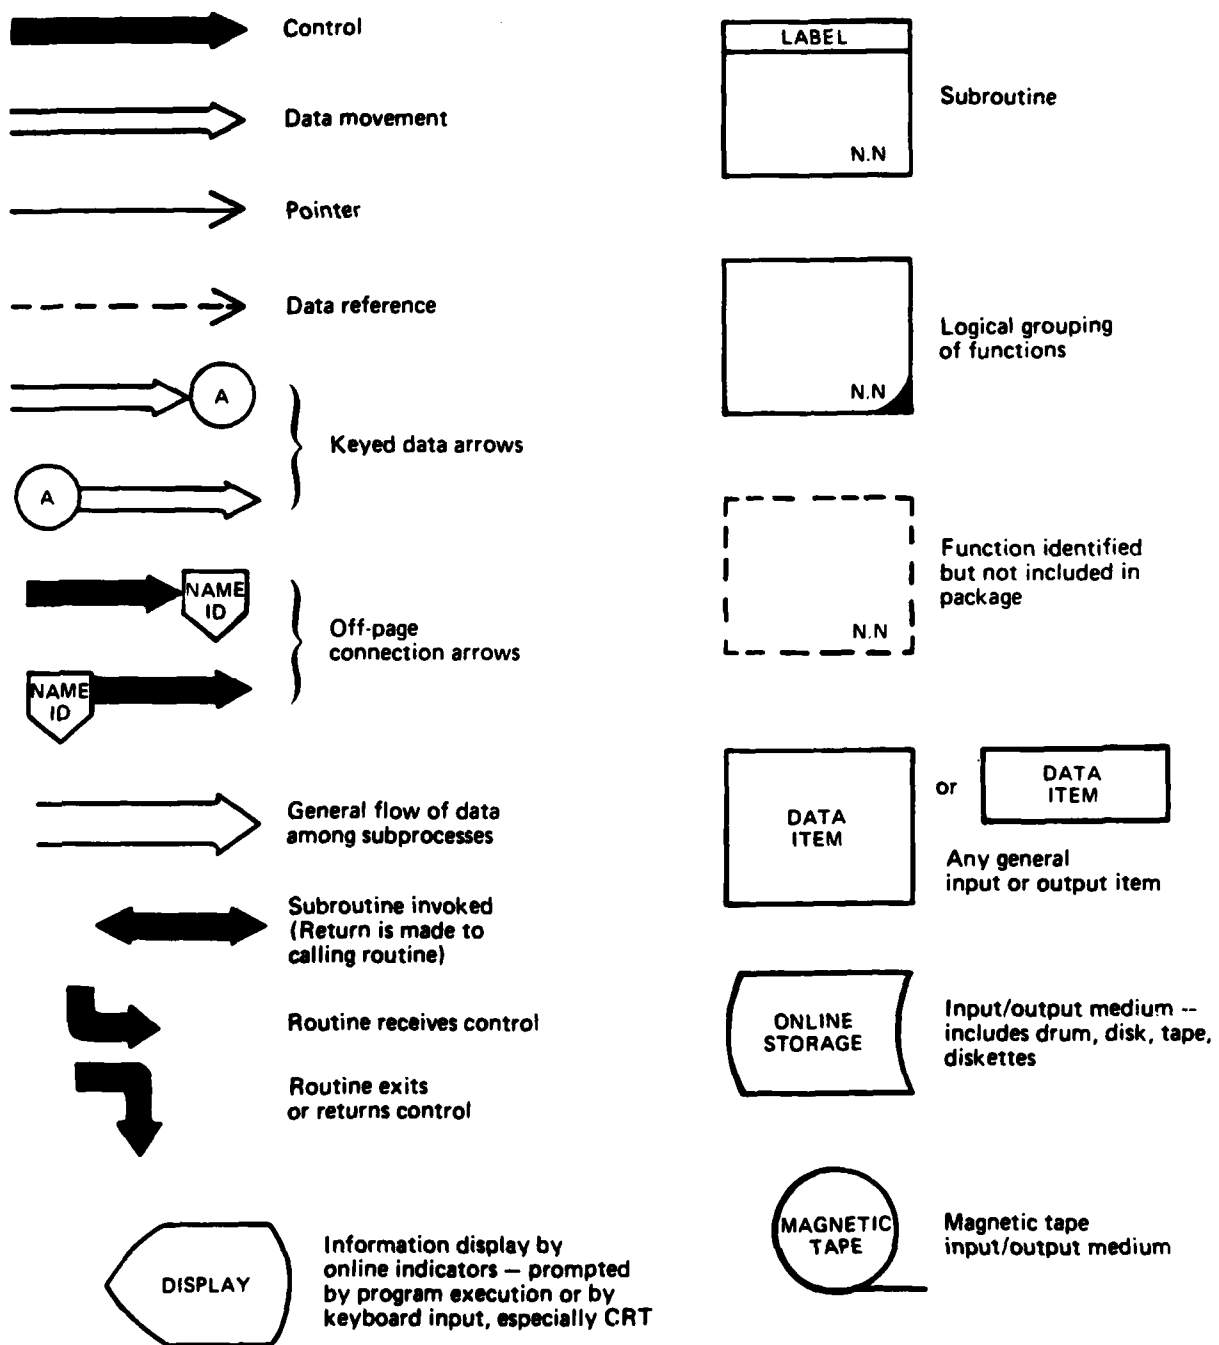 Control
Data movement
Pointer
Data reference
A
Keyed data arrows
A
NAME
ID
Off-page
connection arrows
NAME
ID
General flow of data
among subprocesses
Subroutine invoked
(Return is made to
calling routine)
Routine receives control
Routine exits
or returns control
DISPLAY
Information display by
online indicators – prompted
by program execution or by
keyboard input, especially CRT
LABEL
N.N
Subroutine
N.N
Logical grouping
of functions
N.N
Function identified
but not included in
package
DATA
ITEM
or
DATA
ITEM
Any general
input or output item
ONLINE
STORAGE
Input/output medium --
includes drum, disk, tape,
diskettes
MAGNETIC
TAPE
Magnetic tape
input/output medium